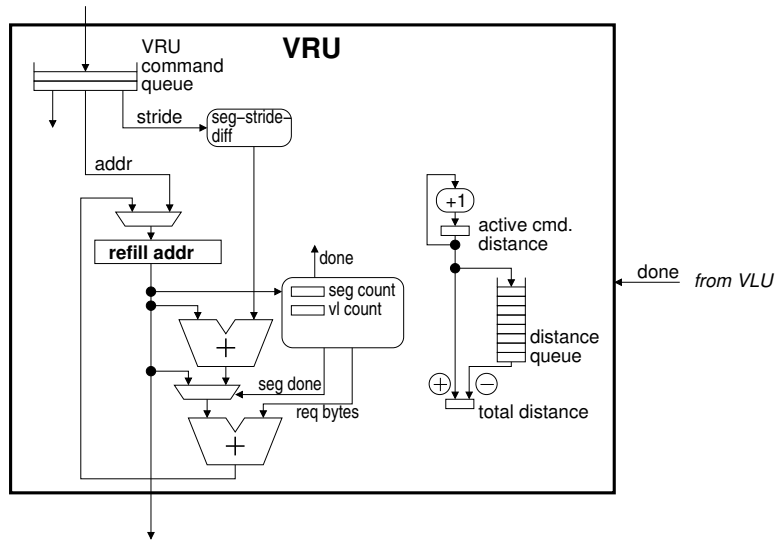 VRU
VRU
command
queue
stride
seg–stride–
diff
addr
+1
active cmd.
distance
refill addr
done
done
from VLU
seg count
vl count
distance
queue
+
seg done
+
−
req bytes
total distance
+